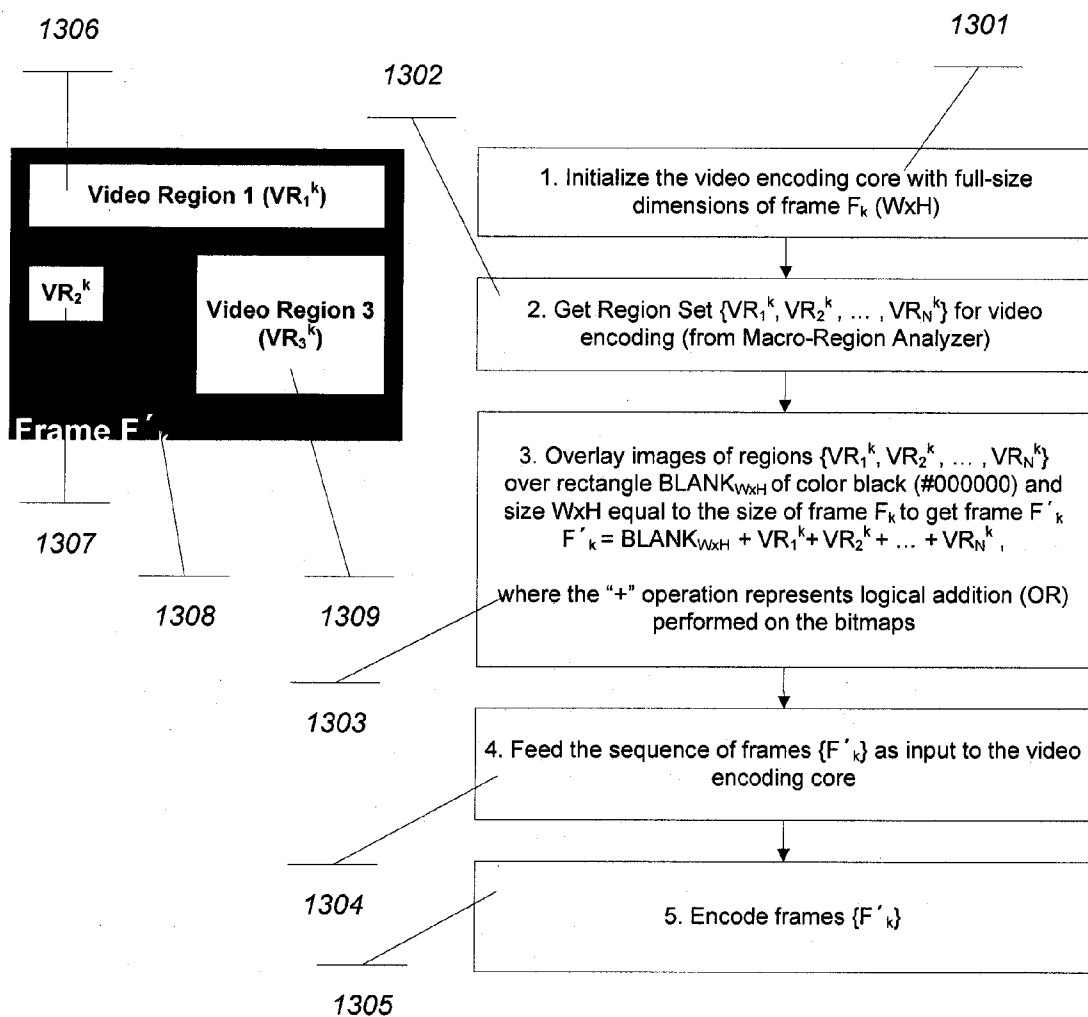 1306
1301
1302
Video Region 1 (VR₁ᵏ)
VR₂ᵏ
Video Region 3
(VR₃ᵏ)
Frame F´ₖ
1307
1308
1309
1303
1304
1305
1. Initialize the video encoding core with full-size
dimensions of frame Fₖ (WxH)
2. Get Region Set {VR₁ᵏ, VR₂ᵏ , … , VR_Nᵏ} for video
encoding (from Macro-Region Analyzer)
3. Overlay images of regions {VR₁ᵏ, VR₂ᵏ , … , VR_Nᵏ}
over rectangle BLANK_WxH of color black (#000000) and
size WxH equal to the size of frame Fₖ to get frame F´ₖ
F´ₖ = BLANK_WxH + VR₁ᵏ+ VR₂ᵏ + … + VR_Nᵏ ,
where the “+” operation represents logical addition (OR)
performed on the bitmaps
4. Feed the sequence of frames {F´ₖ} as input to the video
encoding core
5. Encode frames {F´ₖ}